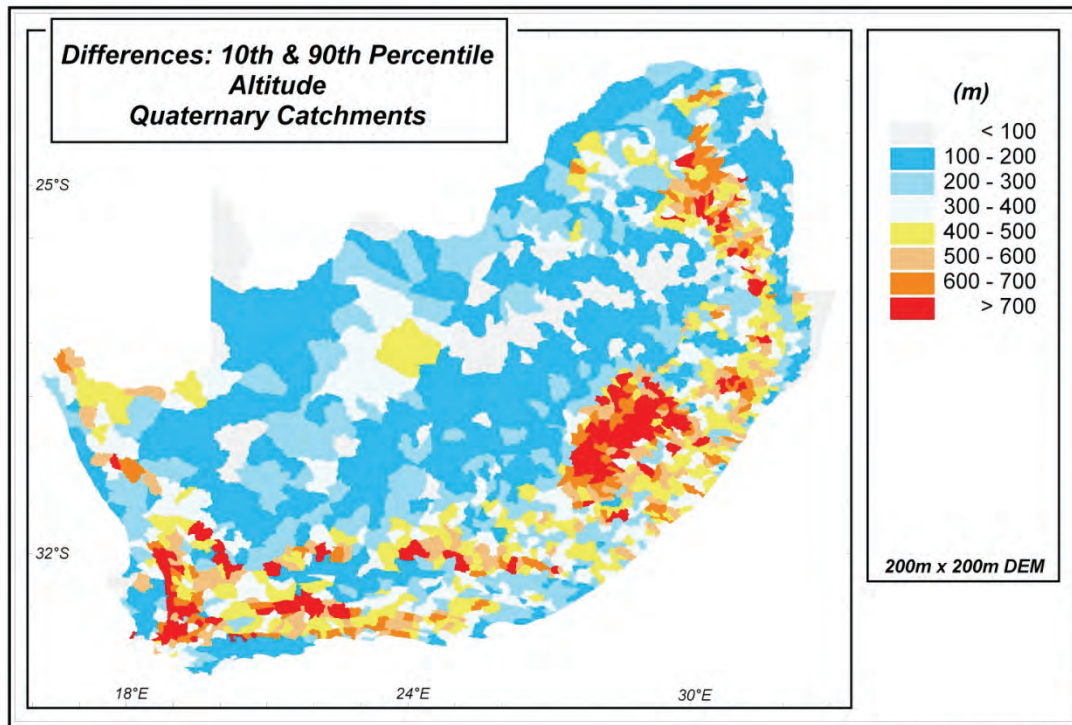 Differences: 10th & 90th Percentile
Altitude
Quaternary Catchments
(m)
< 100
100 - 200
200 - 300
300 - 400
400 - 500
500 - 600
600 - 700
> 700
25°S
32°S
200m x 200m DEM
18°E
24°E
30°E